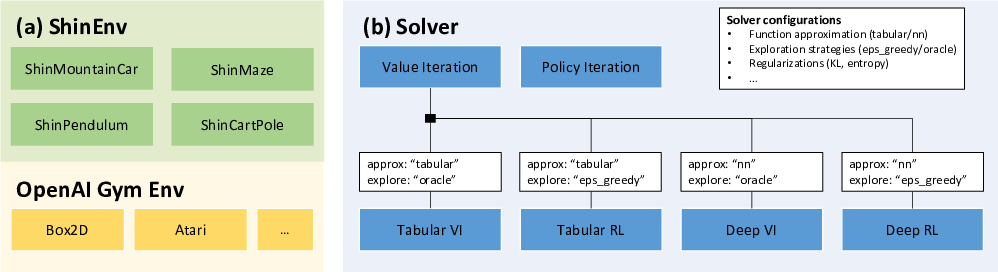 (a) ShinEnv
ShinMountainCar
ShinMaze
ShinPendulum
ShinCartPole
OpenAI Gym Env
Box2D
Atari
...
(b) Solver
Value Iteration
Policy Iteration
Solver configurations
• Function approximation (tabular/nn)
• Exploration strategies (eps_greedy/oracle)
• Regularizations (KL, entropy)
• ...
approx: “tabular”
explore: “oracle”
approx: “tabular”
explore: “eps_greedy”
approx: “nn”
explore: “oracle”
approx: “nn”
explore: “eps_greedy”
Tabular VI
Tabular RL
Deep VI
Deep RL